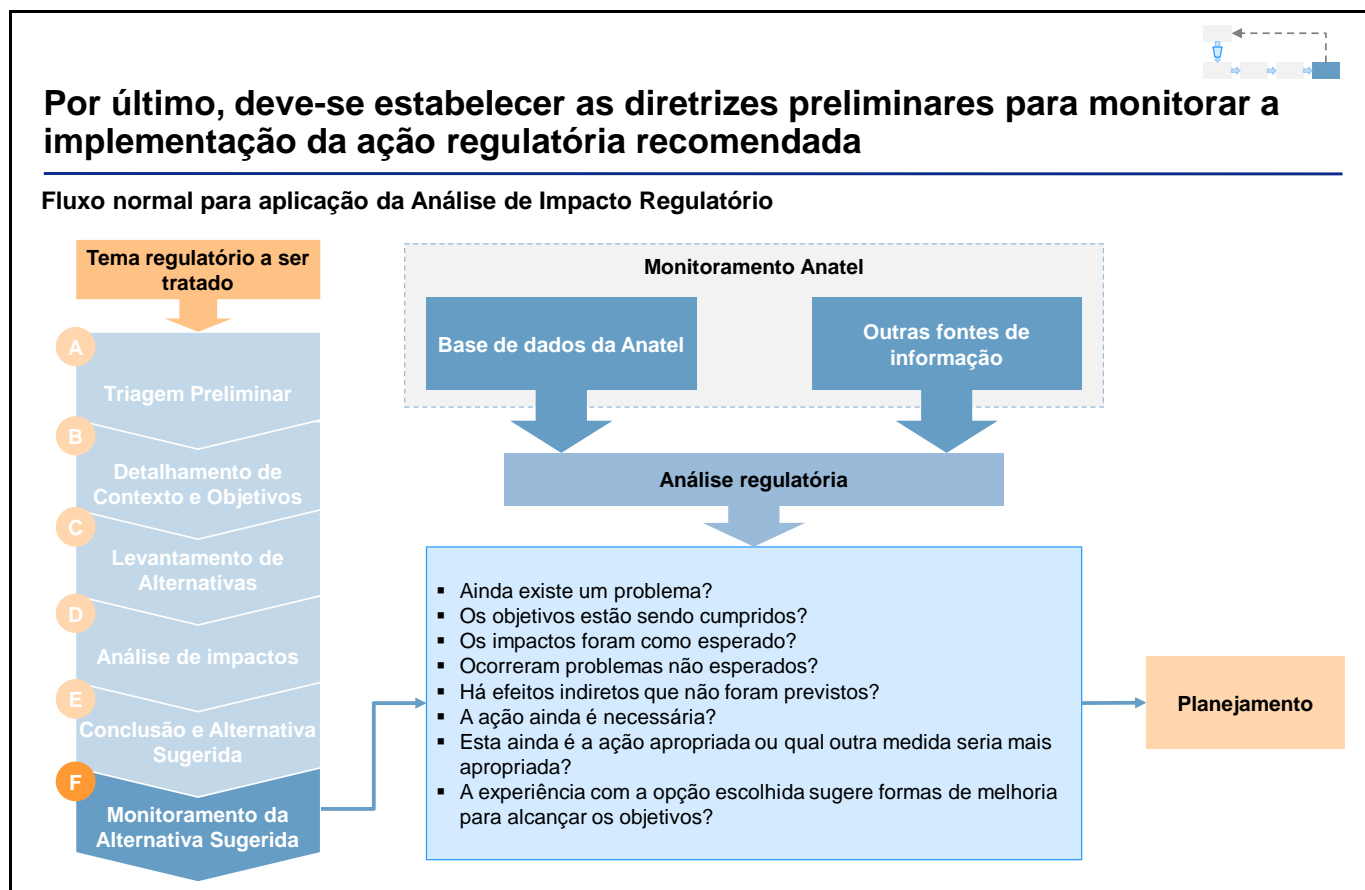 Por último, deve-se estabelecer as diretrizes preliminares para monitorar a
implementação da ação regulatória recomendada
Fluxo normal para aplicação da Análise de Impacto Regulatório
Tema regulatório a ser
tratado
A
Triagem Preliminar
B
Detalhamento de
Contexto e Objetivos
C
Levantamento de
Alternativas
D
Análise de impactos
E
Conclusão e Alternativa
Sugerida
F
Monitoramento da
Alternativa Sugerida
Monitoramento Anatel
Base de dados da Anatel
Outras fontes de
informação
Análise regulatória
▪ Ainda existe um problema?
▪ Os objetivos estão sendo cumpridos?
▪ Os impactos foram como esperado?
▪ Ocorreram problemas não esperados?
▪ Há efeitos indiretos que não foram previstos?
▪ A ação ainda é necessária?
▪ Esta ainda é a ação apropriada ou qual outra medida seria mais
apropriada?
▪ A experiência com a opção escolhida sugere formas de melhoria
para alcançar os objetivos?
Planejamento